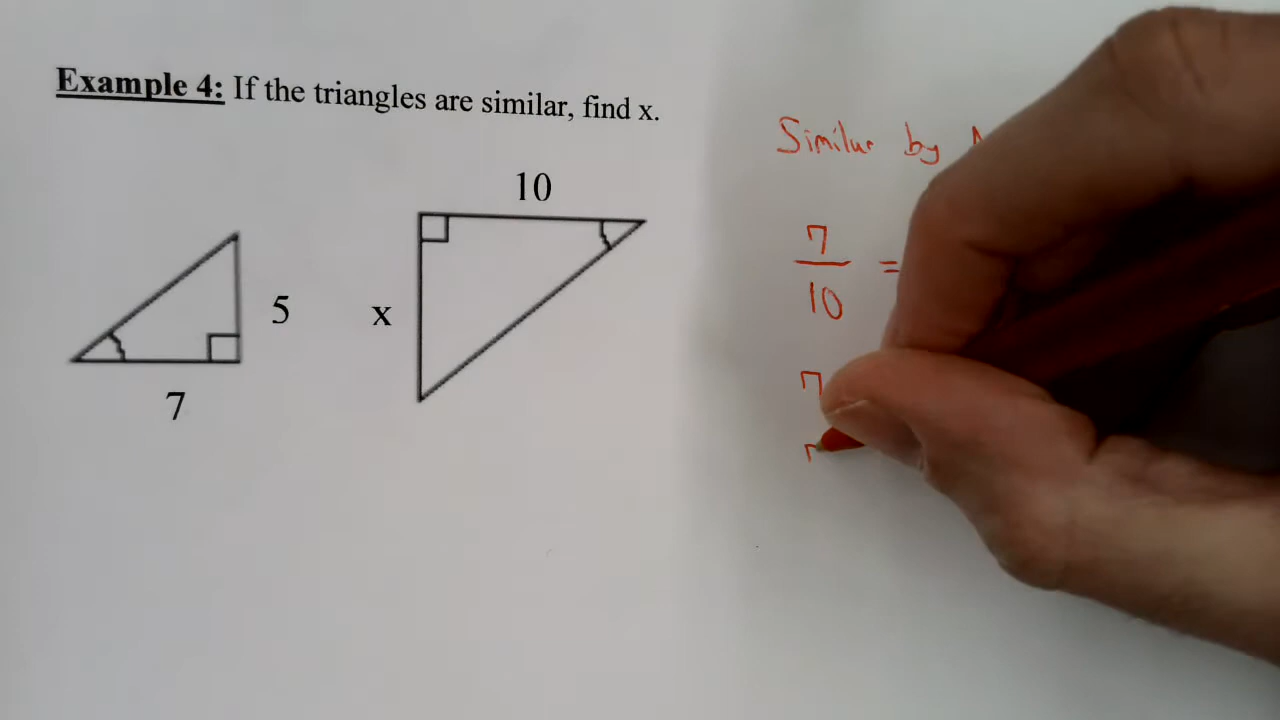 Example 4: If the triangles are similar, find x.
10
5
x
7
Similar by
7
10
=
7